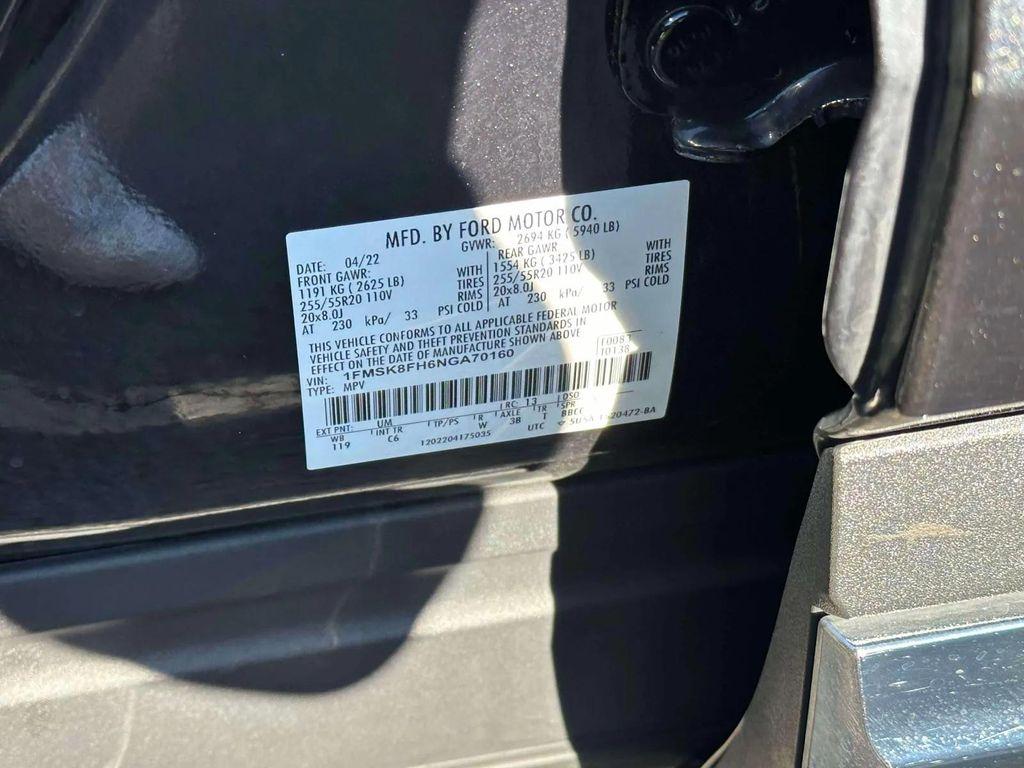 MFD. BY FORD MOTOR CO.
DATE: 04/22 GVWR: 2694 KG ( 5940 LB)
FRONT GAWR: WITH REAR GAWR: WITH
1191 KG ( 2625 LB) TIRES 1554 KG ( 3425 LB) TIRES
255/55R20 110V RIMS 255/55R20 110V RIMS
20x8.0J PSI COLD 20x8.0J PSI COLD
AT 230 kPa/ 33 AT 230 kPa/ 33
THIS VEHICLE CONFORMS TO ALL APPLICABLE FEDERAL MOTOR
VEHICLE SAFETY AND THEFT PREVENTION STANDARDS IN
EFFECT ON THE DATE OF MANUFACTURE SHOWN ABOVE
VIN: 1FMSK8FH6NGA70160
TYPE: MPV
F0083
T0138
EXT PNT: UM RC: 13 DSO:
WB INT TR TP/PS R AXLE TR SPR
119 C6 W 3B T BBCC
1202204175035 UTC